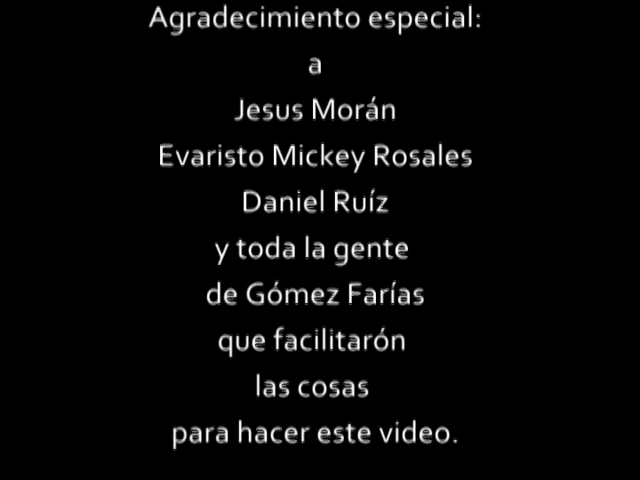 Agradecimiento especial:
a
Jesus Morán
Evaristo Mickey Rosales
Daniel Ruíz
y toda la gente
de Gómez Farías
que facilitarón
las cosas
para hacer este video.